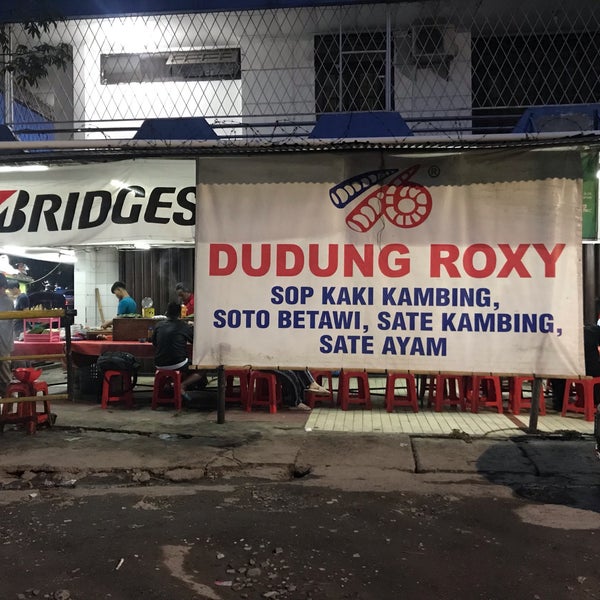 BRIDGES
®
DUDUNG ROXY
SOP KAKI KAMBING,
SOTO BETAWI, SATE KAMBING,
SATE AYAM